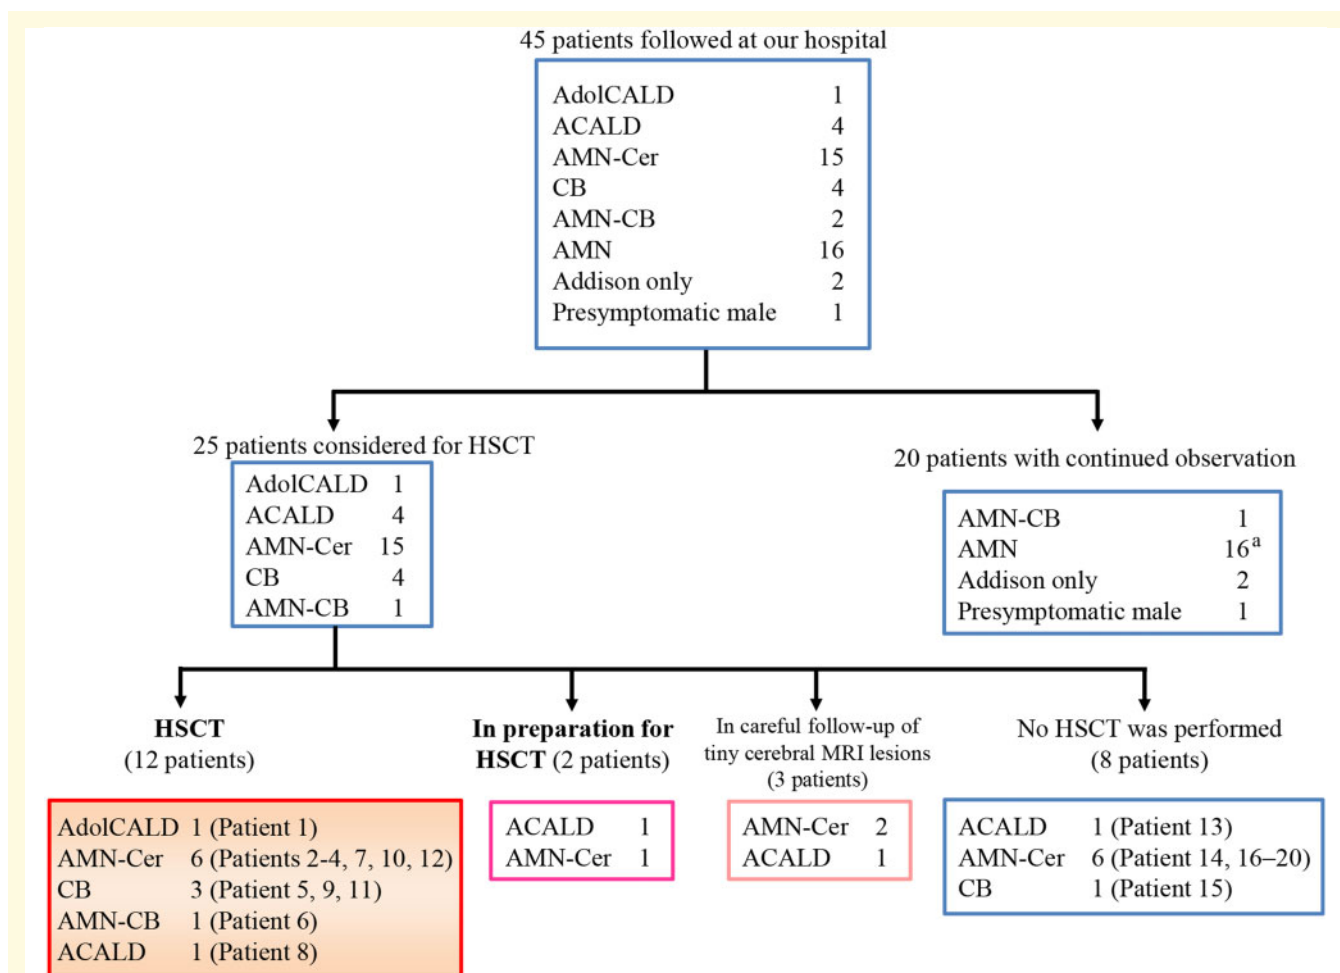 45 patients followed at our hospital
AdolCALD 1
ACALD 4
AMN-Cer 15
CB 4
AMN-CB 2
AMN 16
Addison only 2
Presymptomatic male 1
25 patients considered for HSCT
AdolCALD 1
ACALD 4
AMN-Cer 15
CB 4
AMN-CB 1
20 patients with continued observation
AMN-CB 1
AMN 16a
Addison only 2
Presymptomatic male 1
HSCT
(12 patients)
AdolCALD 1 (Patient 1)
AMN-Cer 6 (Patients 2-4, 7, 10, 12)
CB 3 (Patient 5, 9, 11)
AMN-CB 1 (Patient 6)
ACALD 1 (Patient 8)
In preparation for
HSCT (2 patients)
ACALD 1
AMN-Cer 1
In careful follow-up of
tiny cerebral MRI lesions
(3 patients)
AMN-Cer 2
ACALD 1
No HSCT was performed
(8 patients)
ACALD 1 (Patient 13)
AMN-Cer 6 (Patient 14, 16–20)
CB 1 (Patient 15)